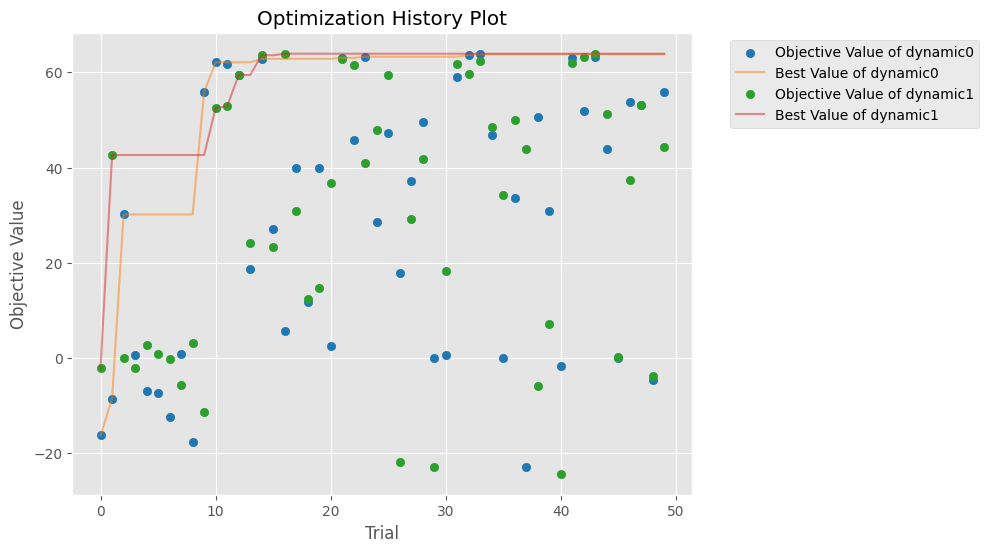 Optimization History Plot
Objective Value of dynamic0
Best Value of dynamic0
Objective Value of dynamic1
Best Value of dynamic1
Objective Value
60
40
20
0
−20
0 10 20 30 40 50
Trial